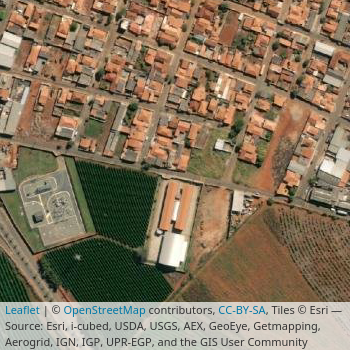 Leaflet | © OpenStreetMap contributors, CC-BY-SA, Tiles © Esri —
Source: Esri, i-cubed, USDA, USGS, AEX, GeoEye, Getmapping,
Aerogrid, IGN, IGP, UPR-EGP, and the GIS User Community